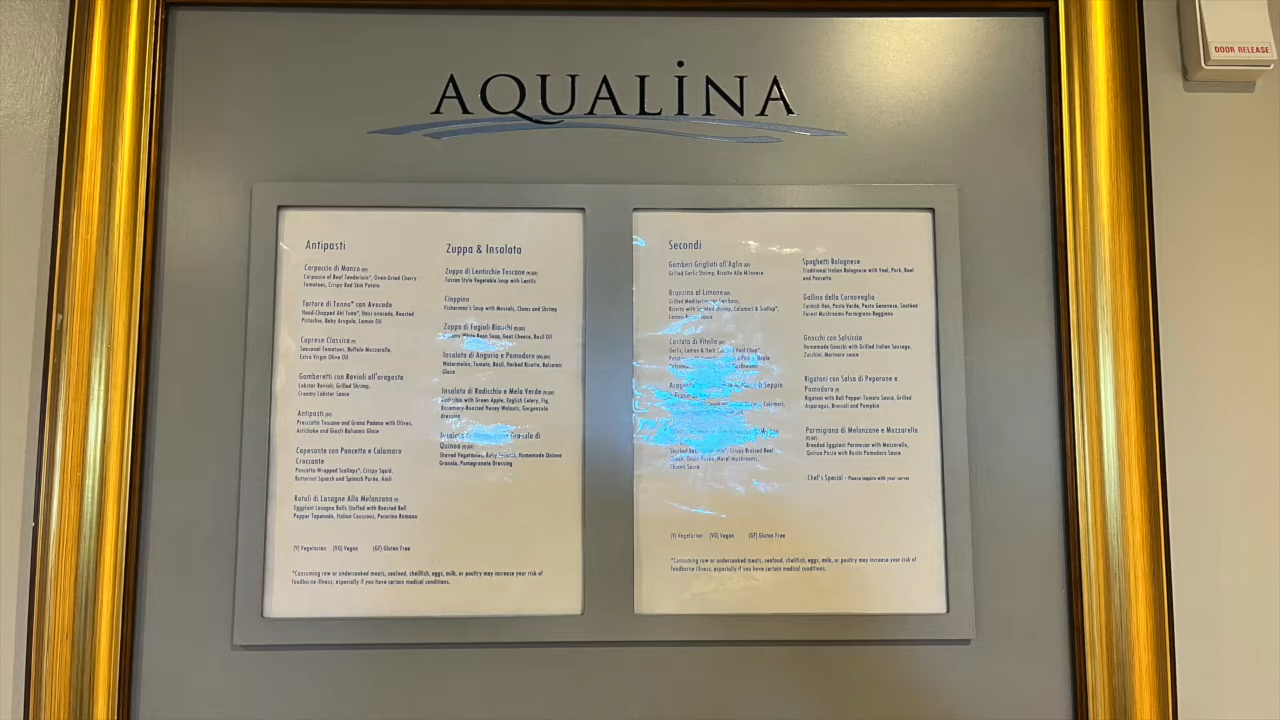 DOOR RELEASE
AQUALINA
Antipasti
Carpaccio di Manzo (GF)
Carpaccio of Beef Tenderloin*, Oven-Dried Cherry
Tomatoes, Crispy Red Skin Potato
Tartare di Tonno* con Avocado
Hand-Chopped Ahi Tuna*, Hass avocado, Roasted
Pistachio, Baby Arugula, Lemon Oil
Caprese Classica (V)
Seasonal Tomatoes, Buffalo Mozzarella,
Extra Virgin Olive Oil
Gamberetti con Ravioli all'aragosta
Lobster Ravioli, Grilled Shrimp,
Creamy Lobster Sauce
Antipasti (GF)
Prosciutto Toscano and Grana Padano with Olives,
Artichoke and Giusti-Balsamic Glaze
Capesante con Pancetta e Calamaro
Croccante
Pancetta-Wrapped Scallops*, Crispy Squid,
Butternut Squash and Spinach Purée, Aioli
Rotoli di Lasagne Alla Melanzana (V)
Eggplant Lasagna Rolls Stuffed with Roasted Bell
Pepper Tapenade, Italian Couscous, Pecorino Romano
(V) Vegetarian (VG) Vegan (GF) Gluten Free
*Consuming raw or undercooked meats, seafood, shellfish, eggs, milk, or poultry may increase your risk of
foodborne illness, especially if you have certain medical conditions.
Zuppa & Insalata
Zuppa di Lenticchie Toscane
Tuscan Style Vegetable Soup with Lentils
Cioppino
Fisherman's Soup with Mussels, Clams and Shrimp
Zuppa di Fagioli Bianchi
White Bean Soup, Goat Cheese, Basil Oil
Insalata di Anguria e Pomodoro
Watermelon, Tomato, Basil, Herbed Ricotta, Balsamic
Glaze
Insalata di Radicchio e Mela Verde
Radicchio with Green Apple, English Celery, Fig,
Rosemary-Roasted Honey Walnuts, Gorgonzola
dressing
Insalata di
Quinoa
Shaved Vegetables, Baby Spinach, Homemade Quinoa
Granola, Pomegranate Dressing
Secondi
Gamberi Grigliati all'Aglio (GF)
Grilled Garlic Shrimp, Risotto Alla Milanese
Branzino al Limone (GF)
Grilled Mediterranean Sea Bass,
Risotto with Shrimp, Calamari & Scallop*,
Lemon Sauce
Costata di Vitello
Garlic, Lemon & Herb Veal Chop*,
Crispy Braised Beef
Morel mushrooms,
Chianti Sauce
(V) Vegetarian (VG) Vegan (GF) Gluten Free
*Consuming raw or undercooked meats, seafood, shellfish, eggs, milk, or poultry may increase your risk of
foodborne illness, especially if you have certain medical conditions.
Spaghetti Bolognese
Traditional Italian Bolognese with Veal, Pork, Beef
and Pancetta
Gallina della Cornovaglia
Cornish Hen, Pasta Verde, Pesto Genovese, Sautéed
Forest Mushrooms Parmigiano-Reggiano
Gnocchi con Salsiccia
Homemade Gnocchi with Grilled Italian Sausage,
Zucchini, Marinara sauce
Rigatoni con Salsa di Peperone e
Pomodoro (V)
Rigatoni with Bell Pepper-Tomato Sauce, Grilled
Asparagus, Broccoli and Pumpkin
Parmigiana di Melanzane e Mozzarella
Breaded Eggplant Parmesan with Mozzarella,
Quinoa Pasta with Rustic Pomodoro Sauce
Chef's Special - Please inquire with your server